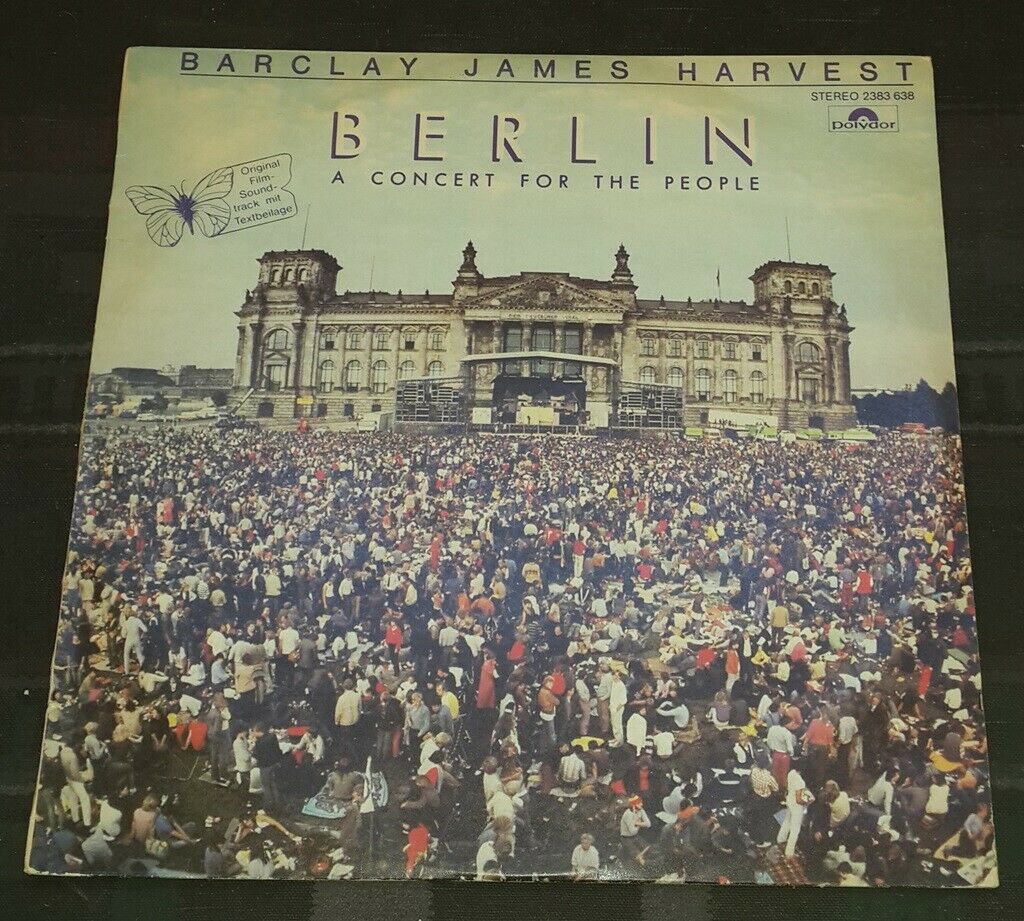 BARCLAY JAMES HARVEST
STEREO 2383 638
polydor
BERLIN
A CONCERT FOR THE PEOPLE
Original
Film-
Sound-
track mit
Textbeilage